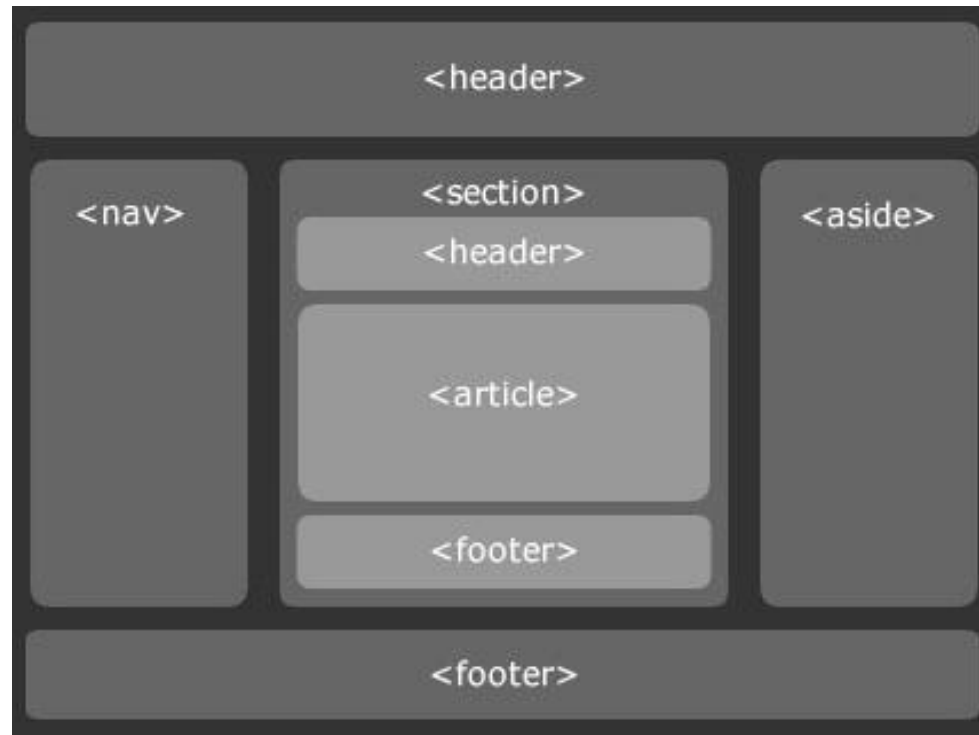 <header>
<nav>
<section>
<header>
<article>
<footer>
<aside>
<footer>